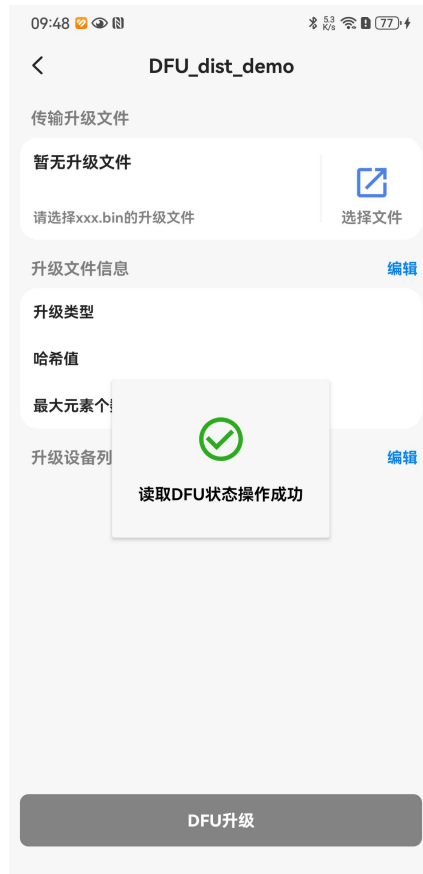 09:48
5.3
K/s
77
DFU_dist_demo
传输升级文件
暂无升级文件
请选择xxx.bin的升级文件
选择文件
升级文件信息
编辑
升级类型
哈希值
最大元素个
升级设备列
编辑
读取DFU状态操作成功
DFU升级